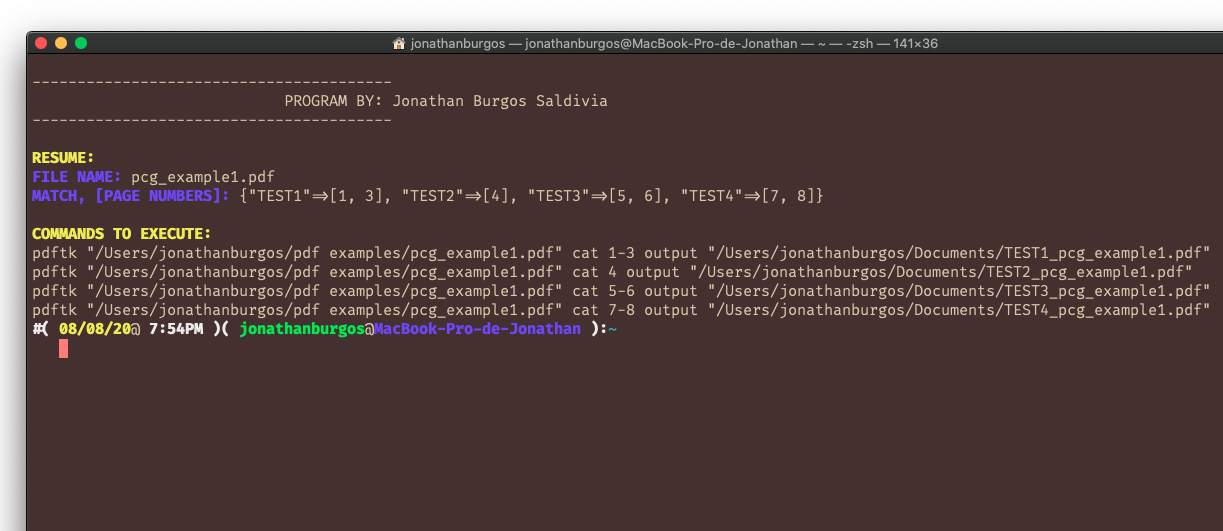 jonathanburgos — jonathanburgos@MacBook-Pro-de-Jonathan — ~ — -zsh — 141×36
----------------------------------------
PROGRAM BY: Jonathan Burgos Saldivia
----------------------------------------
RESUME:
FILE NAME: pcg_example1.pdf
MATCH, [PAGE NUMBERS]: {"TEST1"=>[1, 3], "TEST2"=>[4], "TEST3"=>[5, 6], "TEST4"=>[7, 8]}
COMMANDS TO EXECUTE:
pdftk "/Users/jonathanburgos/pdf examples/pcg_example1.pdf" cat 1-3 output "/Users/jonathanburgos/Documents/TEST1_pcg_example1.pdf"
pdftk "/Users/jonathanburgos/pdf examples/pcg_example1.pdf" cat 4 output "/Users/jonathanburgos/Documents/TEST2_pcg_example1.pdf"
pdftk "/Users/jonathanburgos/pdf examples/pcg_example1.pdf" cat 5-6 output "/Users/jonathanburgos/Documents/TEST3_pcg_example1.pdf"
pdftk "/Users/jonathanburgos/pdf examples/pcg_example1.pdf" cat 7-8 output "/Users/jonathanburgos/Documents/TEST4_pcg_example1.pdf"
#( 08/08/20@ 7:54PM )( jonathanburgos@MacBook-Pro-de-Jonathan ):~